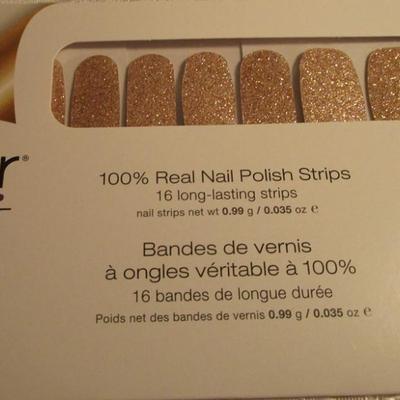 100% Real Nail Polish Strips
16 long-lasting strips
nail strips net wt 0.99 g / 0.035 oz ℮
Bandes de vernis
à ongles véritable à 100%
16 bandes de longue durée
Poids net des bandes de vernis 0.99 g / 0.035 oz ℮